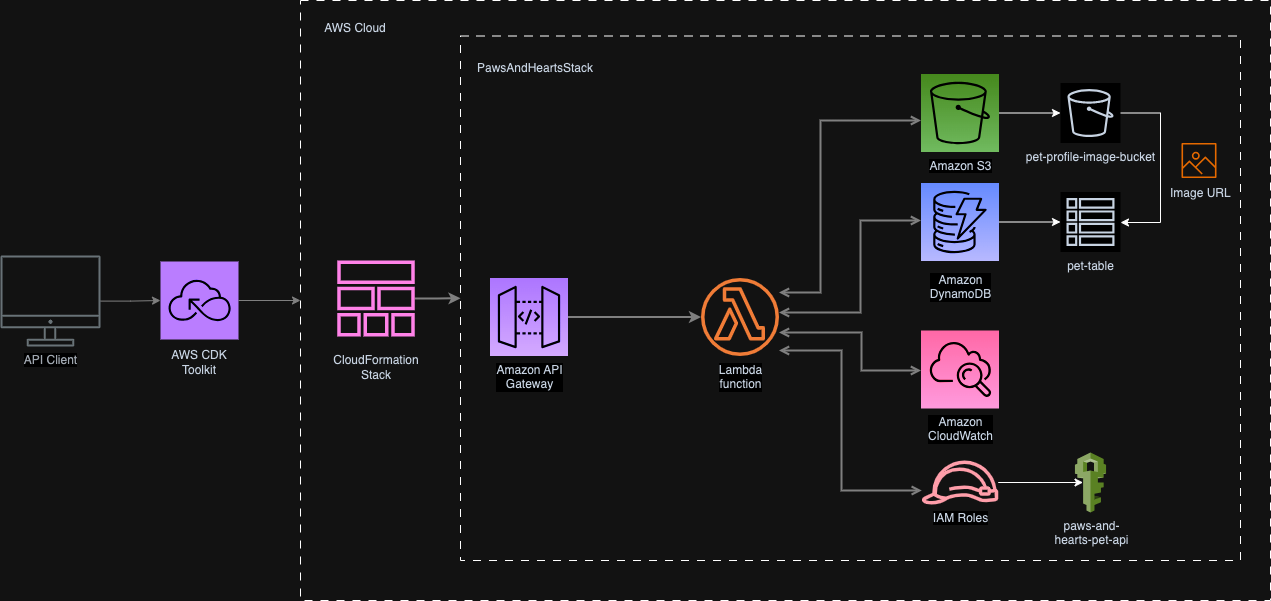 AWS Cloud
PawsAndHeartsStack
Amazon S3
pet-profile-image-bucket
Image URL
Amazon
DynamoDB
pet-table
API Client
AWS CDK
Toolkit
CloudFormation
Stack
Amazon API
Gateway
Lambda
function
Amazon
CloudWatch
IAM Roles
paws-and-
hearts-pet-api